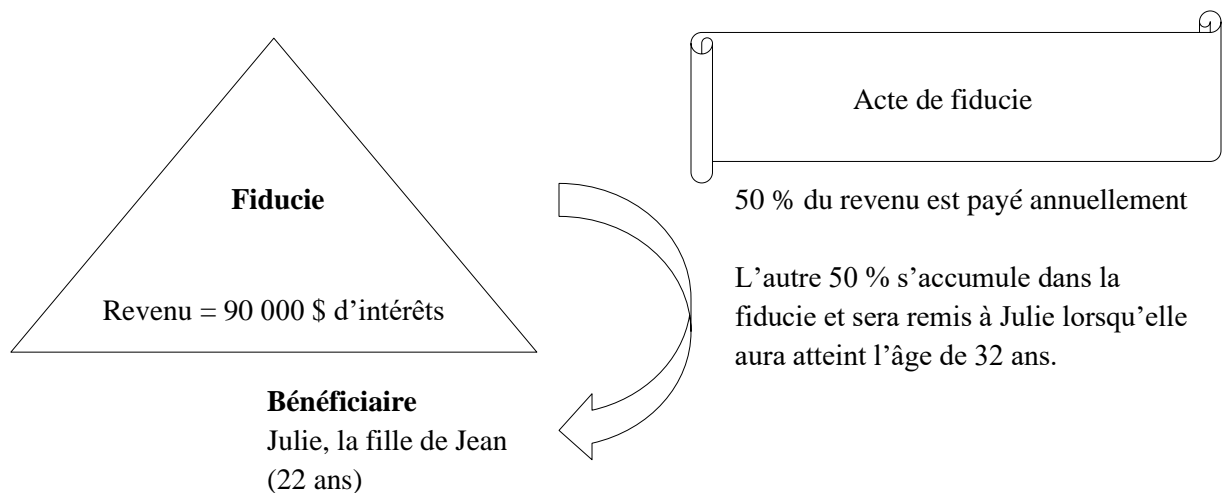 Acte de fiducie
Fiducie
Revenu = 90 000 $ d’intérêts
50 % du revenu est payé annuellement
L’autre 50 % s’accumule dans la
fiducie et sera remis à Julie lorsqu’elle
aura atteint l’âge de 32 ans.
Bénéficiaire
Julie, la fille de Jean
(22 ans)